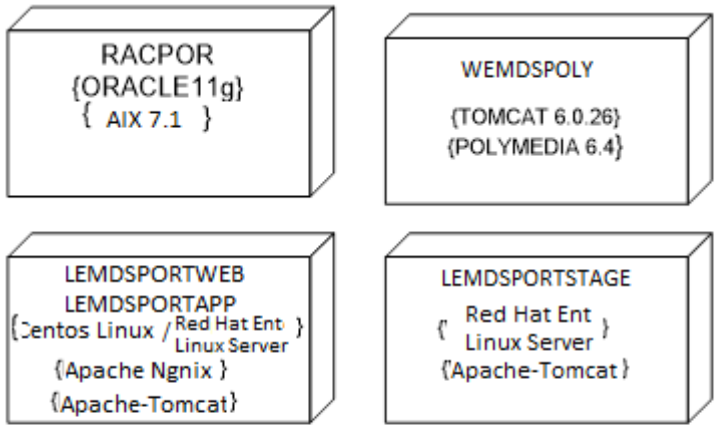 RACPOR
{ORACLE11g}
{ AIX 7.1 }
WEMDSPOLY
{TOMCAT 6.0.26}
{POLYMEDIA 6.4}
LEMDSPORTWEB
LEMDSPORTAPP
{Centos Linux / Red Hat Ent }
Linux Server
{Apache Ngnix }
{Apache-Tomcat}
LEMDSPORTSTAGE
{ Red Hat Ent }
Linux Server
{Apache-Tomcat}